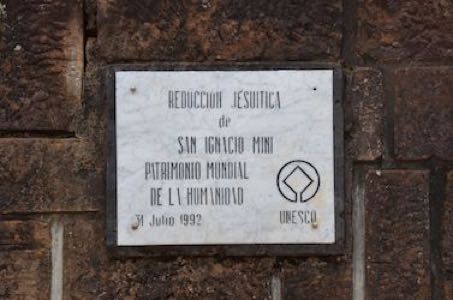 REDUCCION JESUITICA
de
SAN IGNACIO MINI
PATRIMONIO MUNDIAL
DE LA HUMANIDAD
31 Julio 1992
UNESCO